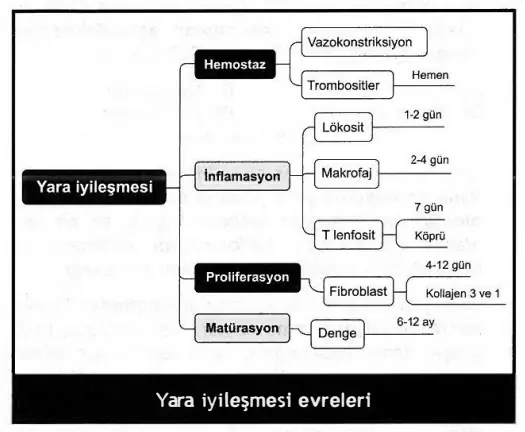 Vazokonstriksiyon
Hemostaz
Trombositler
Hemen
Lökosit
1-2 gün
Yara iyileşmesi
İnflamasyon
Makrofaj
2-4 gün
T lenfosit
7 gün
Köprü
Proliferasyon
Fibroblast
4-12 gün
Kollajen 3 ve 1
Matürasyon
Denge
6-12 ay
Yara iyileşmesi evreleri